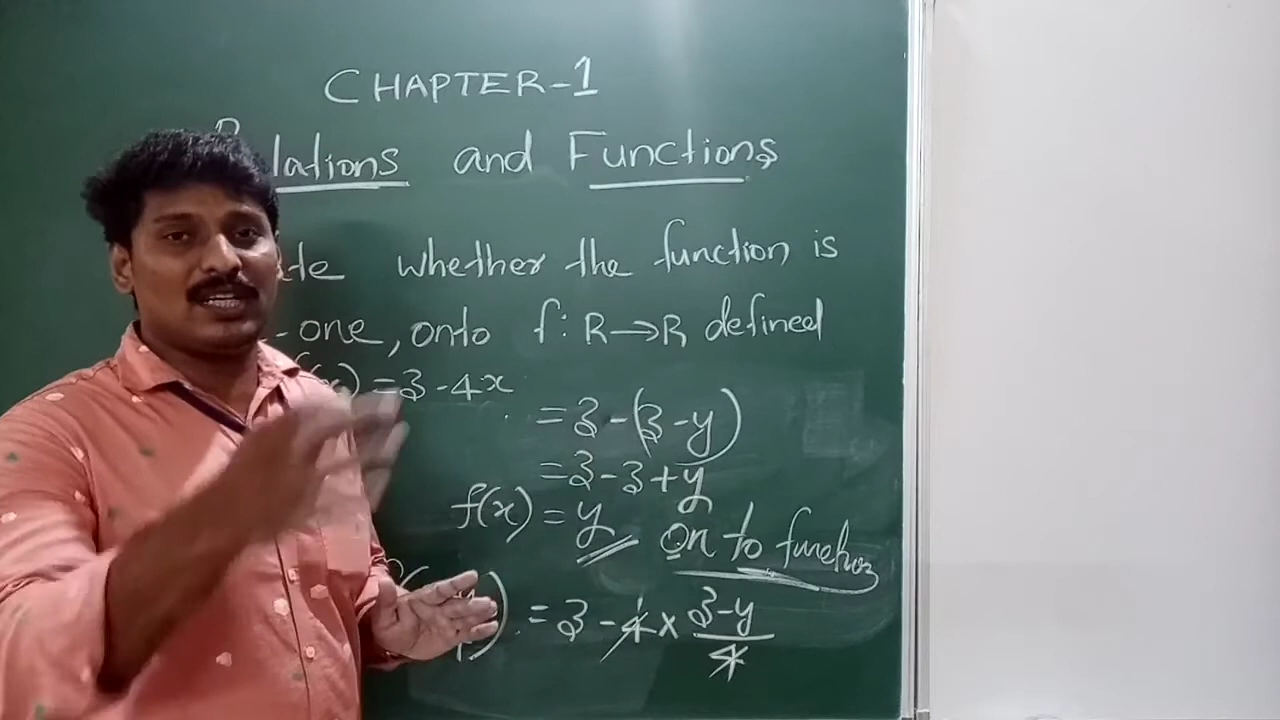 CHAPTER-1
lations and Functions
te whether the function is
-one, onto f: R→R defined
(x) = 3-4x
= 3-(3-y)
= 3-3+y
f(x) = y on to function
) = 3-4x 3-y/4